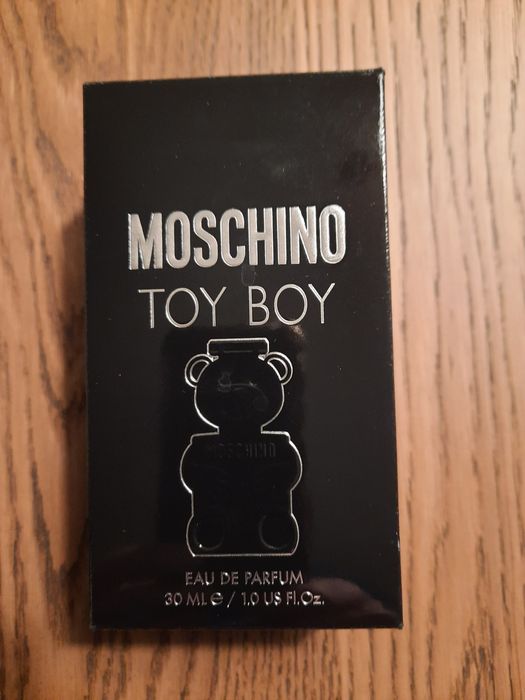 MOSCHINO
TOY BOY
MOSCHINO
EAU DE PARFUM
30 ML ℮ / 1.0 US Fl.Oz.